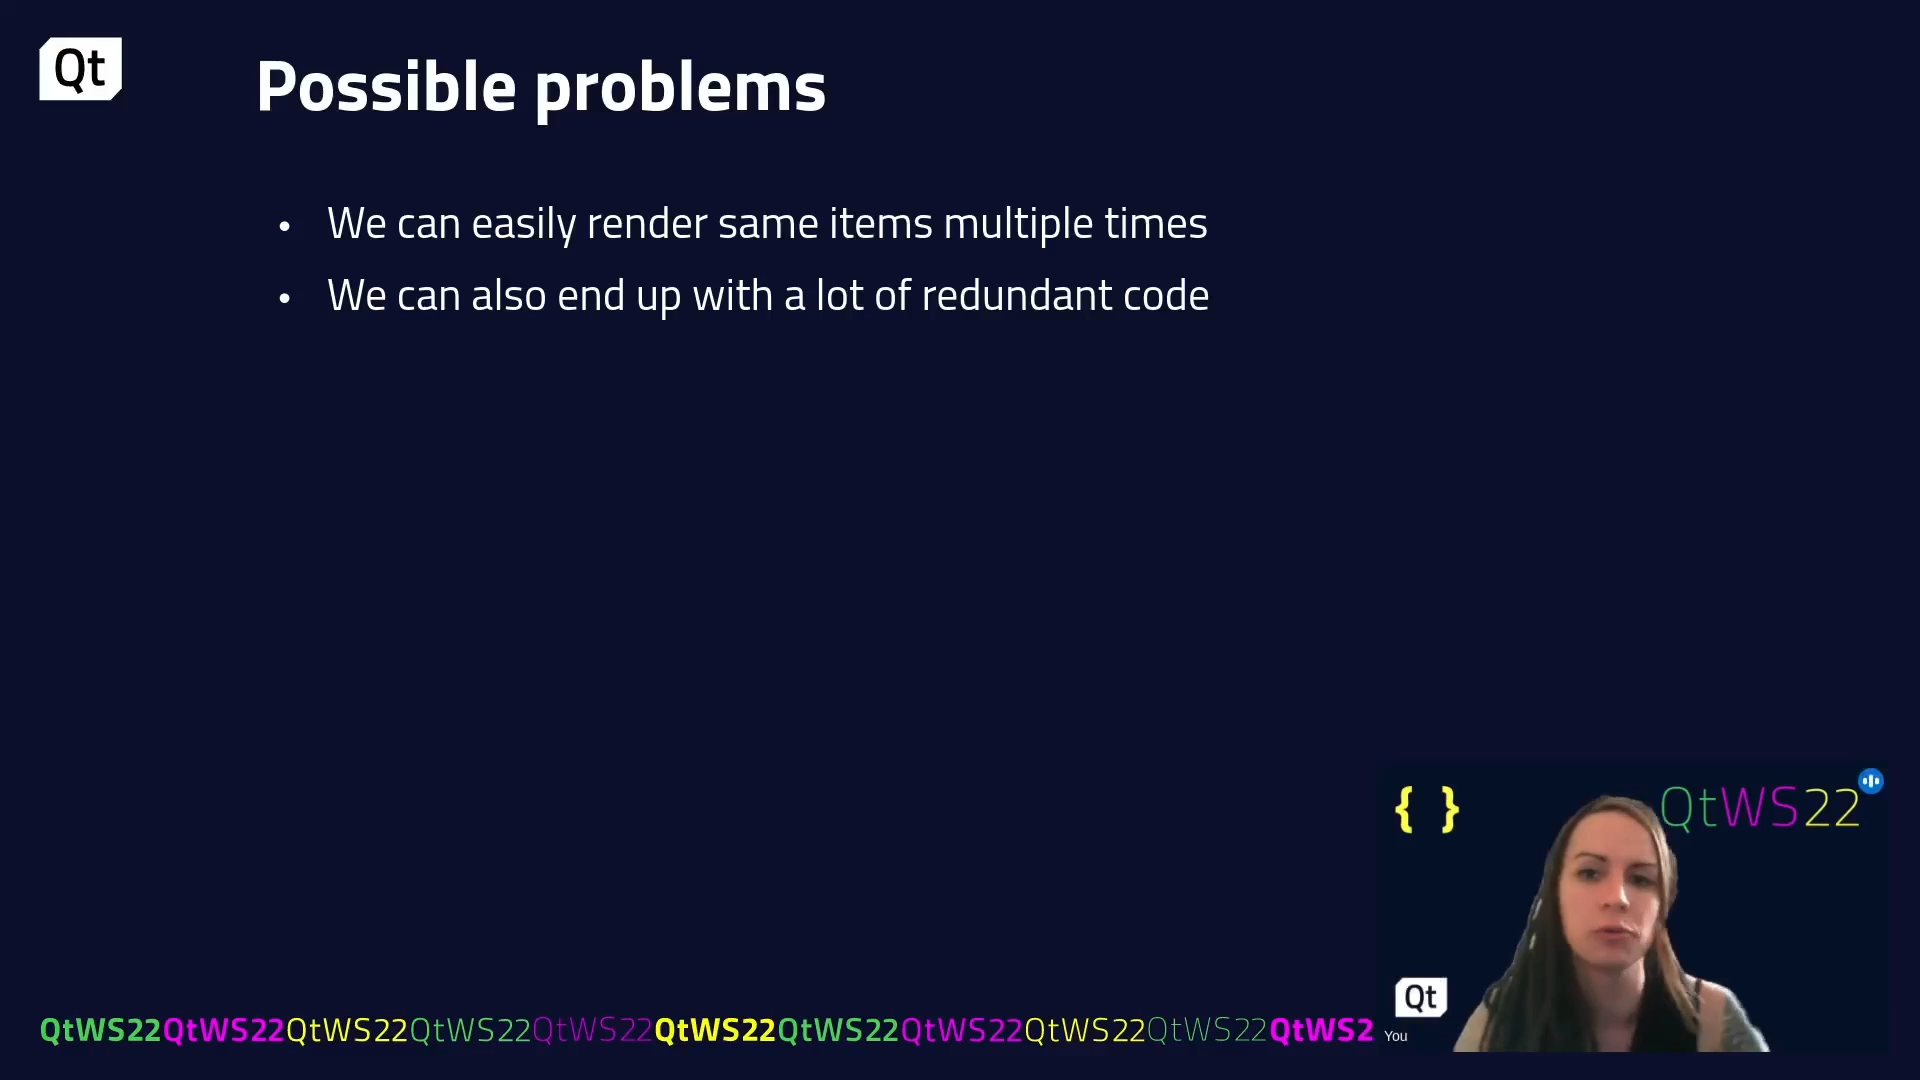 Qt
Possible problems
• We can easily render same items multiple times
• We can also end up with a lot of redundant code
{ } QtWS22
Qt
You
QtWS22QtWS22QtWS22QtWS22QtWS22QtWS22QtWS22QtWS22QtWS22QtWS22QtWS2